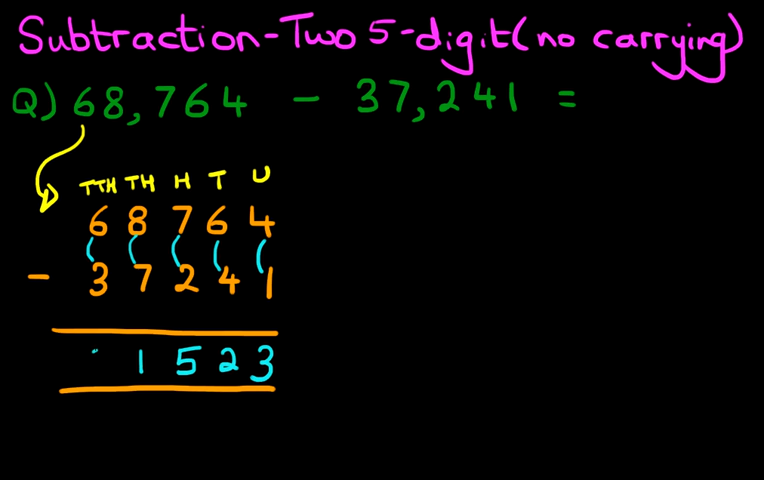 Subtraction-Two 5-digit(no carrying)
Q) 68,764 - 37,241 =
TTH TH H T U
6 8 7 6 4
- 3 7 2 4 1
1 5 2 3